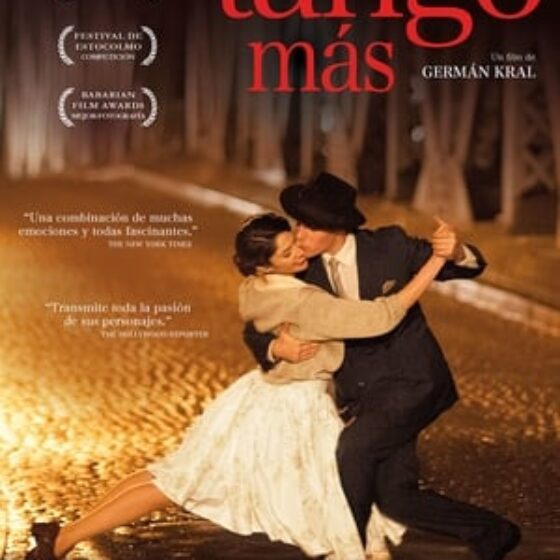 tango
más
Un film de
GERMÁN KRAL
FESTIVAL DE
ESTOCOLMO
COMPETICIÓN
BABARIAN
FILM AWARDS
MEJOR FOTOGRAFÍA
“Una combinación de muchas
emociones y todas fascinantes.”
THE NEW YORK TIMES
“Transmite toda la pasión
de sus personajes.”
THE HOLLYWOOD REPORTER